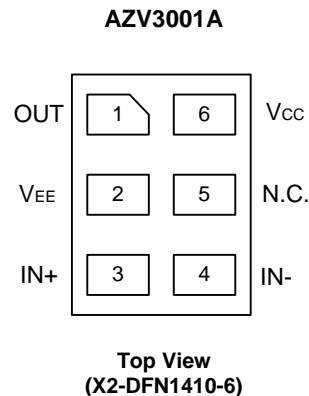 AZV3001A
OUT 1 6 Vcc
VEE 2 5 N.C.
IN+ 3 4 IN-
Top View
(X2-DFN1410-6)